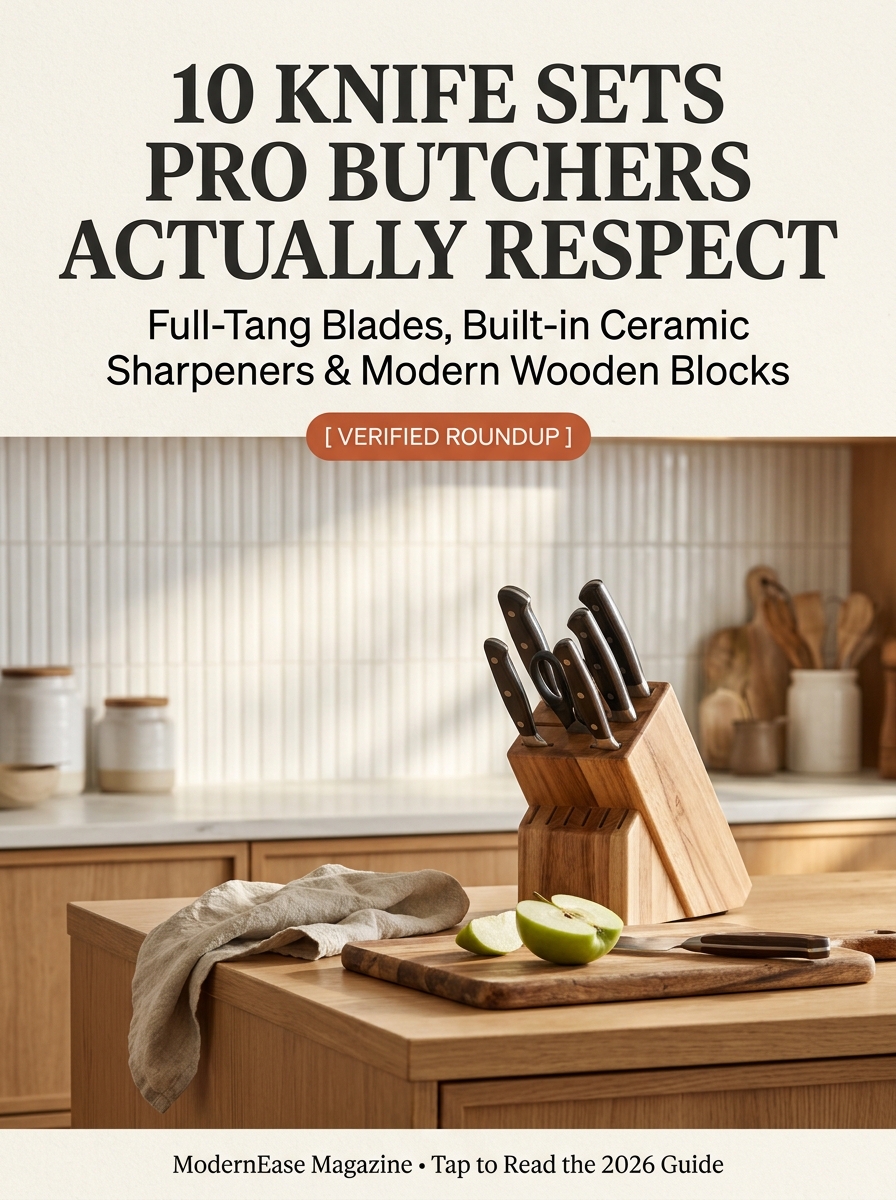 10 KNIFE SETS
PRO BUTCHERS
ACTUALLY RESPECT
Full-Tang Blades, Built-in Ceramic
Sharpeners & Modern Wooden Blocks
[ VERIFIED ROUNDUP ]
ModernEase Magazine • Tap to Read the 2026 Guide